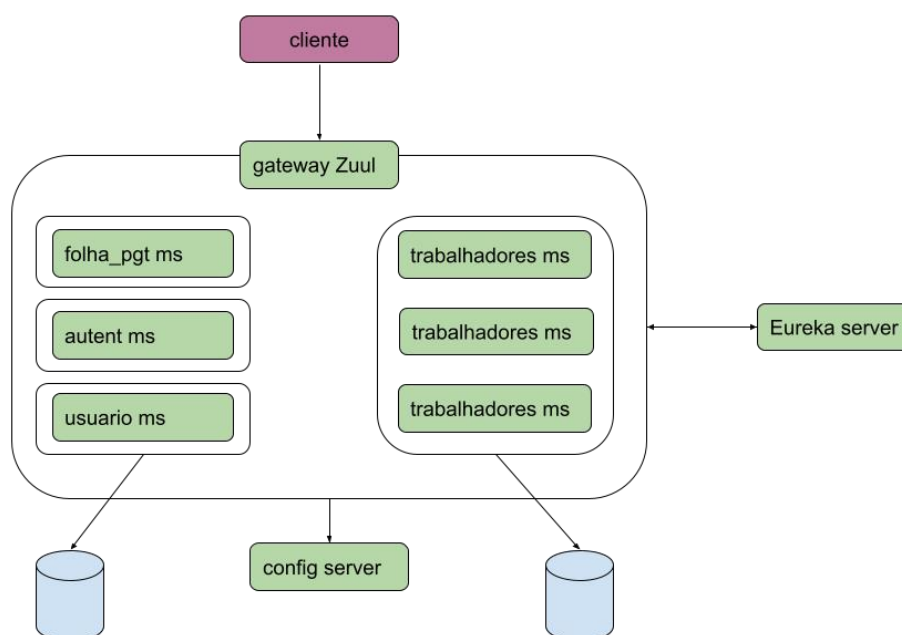 cliente
gateway Zuul
folha_pgt ms
trabalhadores ms
autent ms
trabalhadores ms
Eureka server
usuario ms
trabalhadores ms
config server